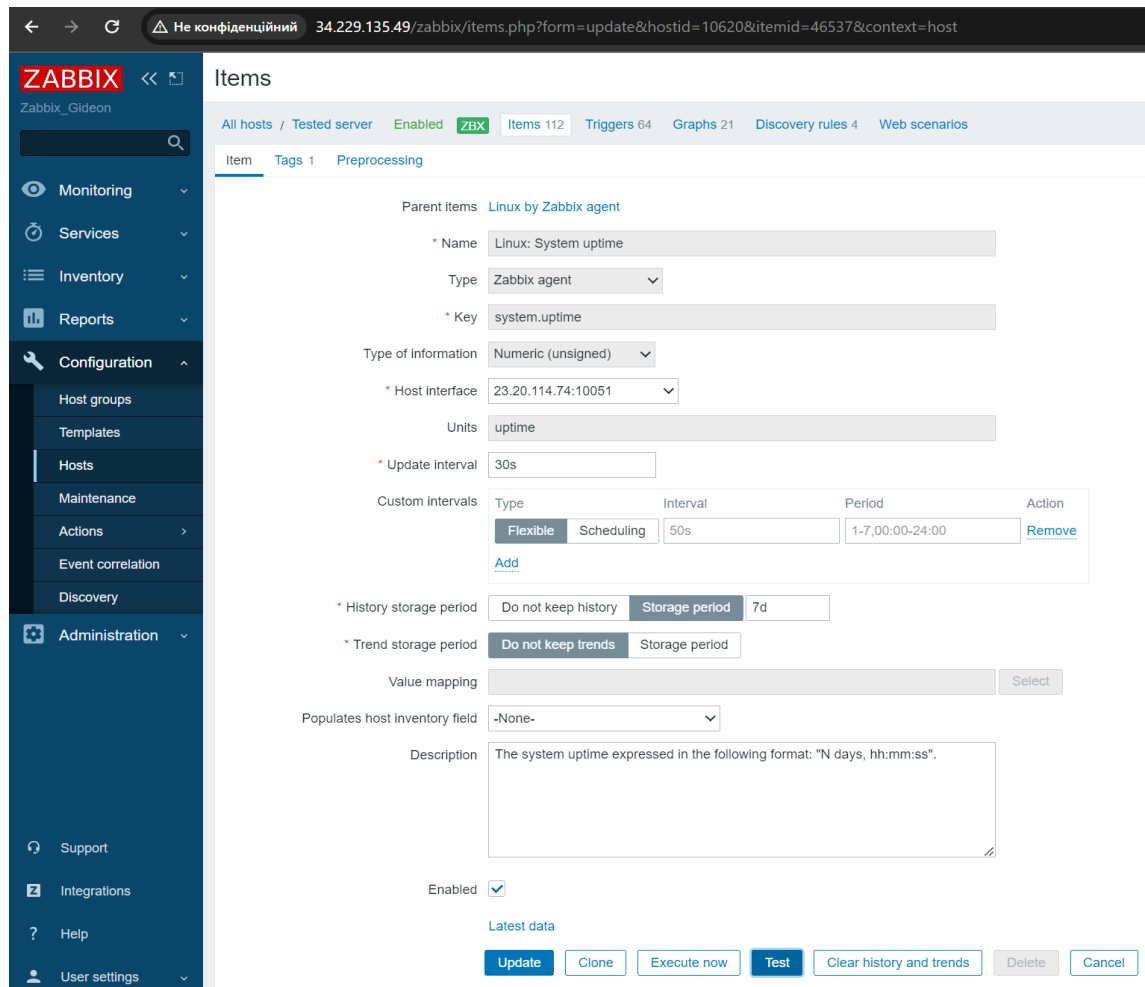 Не конфіденційний 34.229.135.49/zabbix/items.php?form=update&hostid=10620&itemid=46537&context=host
ZABBIX
Zabbix_Gideon
Monitoring
Services
Inventory
Reports
Configuration
Host groups
Templates
Hosts
Maintenance
Actions
Event correlation
Discovery
Administration
Support
Integrations
Help
User settings
Items
All hosts / Tested server Enabled ZBX Items 112 Triggers 64 Graphs 21 Discovery rules 4 Web scenarios
Item Tags 1 Preprocessing
Parent items Linux by Zabbix agent
* Name Linux: System uptime
Type Zabbix agent
* Key system.uptime
Type of information Numeric (unsigned)
* Host interface 23.20.114.74:10051
Units uptime
* Update interval 30s
Custom intervals Type Interval Period Action
Flexible Scheduling 50s 1-7,00:00-24:00 Remove
Add
* History storage period Do not keep history Storage period 7d
* Trend storage period Do not keep trends Storage period
Value mapping Select
Populates host inventory field -None-
Description The system uptime expressed in the following format: "N days, hh:mm:ss".
Enabled
Latest data
Update Clone Execute now Test Clear history and trends Delete Cancel